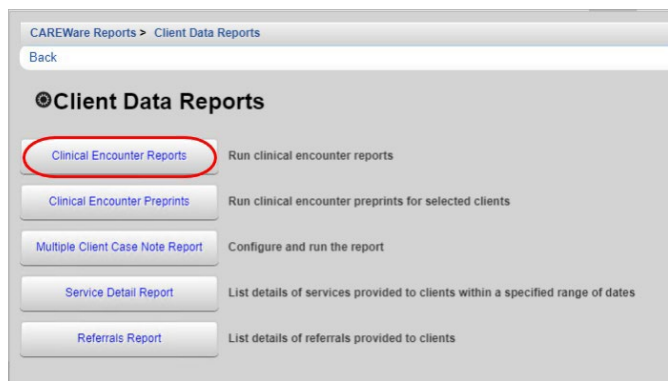 CAREWare Reports > Client Data Reports
Back
Client Data Reports
Clinical Encounter Reports Run clinical encounter reports
Clinical Encounter Preprints Run clinical encounter preprints for selected clients
Multiple Client Case Note Report Configure and run the report
Service Detail Report List details of services provided to clients within a specified range of dates
Referrals Report List details of referrals provided to clients